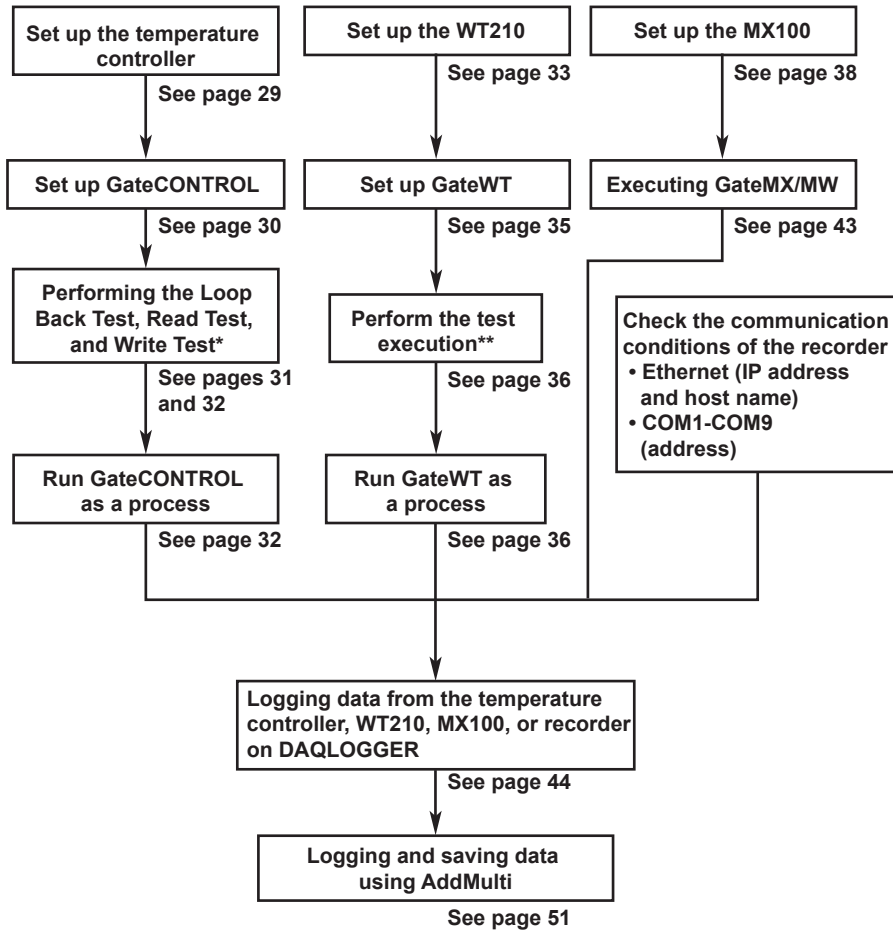 Set up the temperature
controller
See page 29
Set up GateCONTROL
See page 30
Performing the Loop
Back Test, Read Test,
and Write Test*
See pages 31
and 32
Run GateCONTROL
as a process
See page 32
Set up the WT210
See page 33
Set up GateWT
See page 35
Perform the test
execution**
See page 36
Run GateWT as
a process
See page 36
Set up the MX100
See page 38
Executing GateMX/MW
See page 43
Check the communication
conditions of the recorder
• Ethernet (IP address
and host name)
• COM1-COM9
(address)
Logging data from the temperature
controller, WT210, MX100, or recorder
on DAQLOGGER
See page 44
Logging and saving data
using AddMulti
See page 51